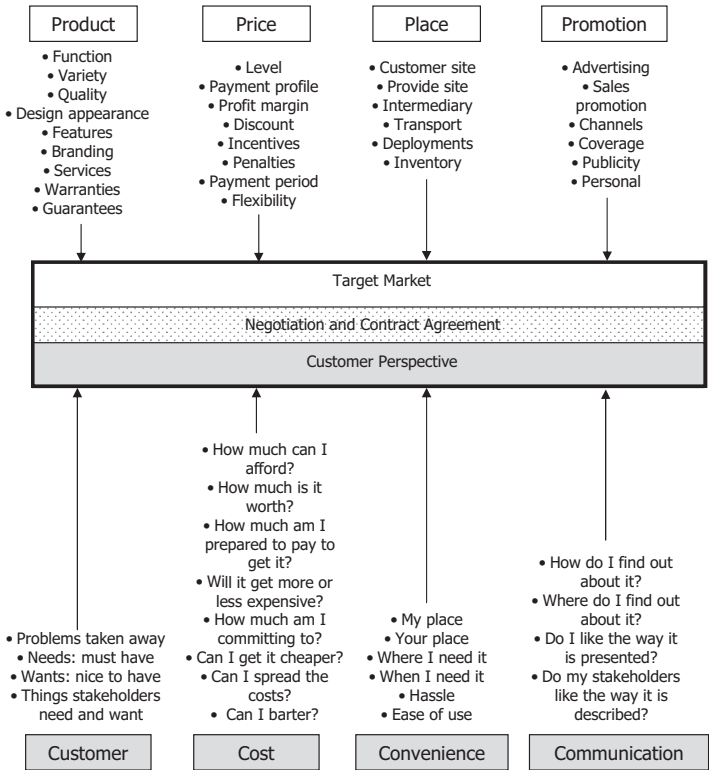 Product
• Function
• Variety
• Quality
• Design appearance
• Features
• Branding
• Services
• Warranties
• Guarantees
Price
• Level
• Payment profile
• Profit margin
• Discount
• Incentives
• Penalties
• Payment period
• Flexibility
Place
• Customer site
• Provide site
• Intermediary
• Transport
• Deployments
• Inventory
Promotion
• Advertising
• Sales
promotion
• Channels
• Coverage
• Publicity
• Personal
Target Market
Negotiation and Contract Agreement
Customer Perspective
• Problems taken away
• Needs: must have
• Wants: nice to have
• Things stakeholders
need and want
Customer
• How much can I
afford?
• How much is it
worth?
• How much am I
prepared to pay to
get it?
• Will it get more or
less expensive?
• How much am I
committing to?
• Can I get it cheaper?
• Can I spread the
costs?
• Can I barter?
Cost
• My place
• Your place
• Where I need it
• When I need it
• Hassle
• Ease of use
Convenience
• How do I find out
about it?
• Where do I find out
about it?
• Do I like the way it
is presented?
• Do my stakeholders
like the way it is
described?
Communication